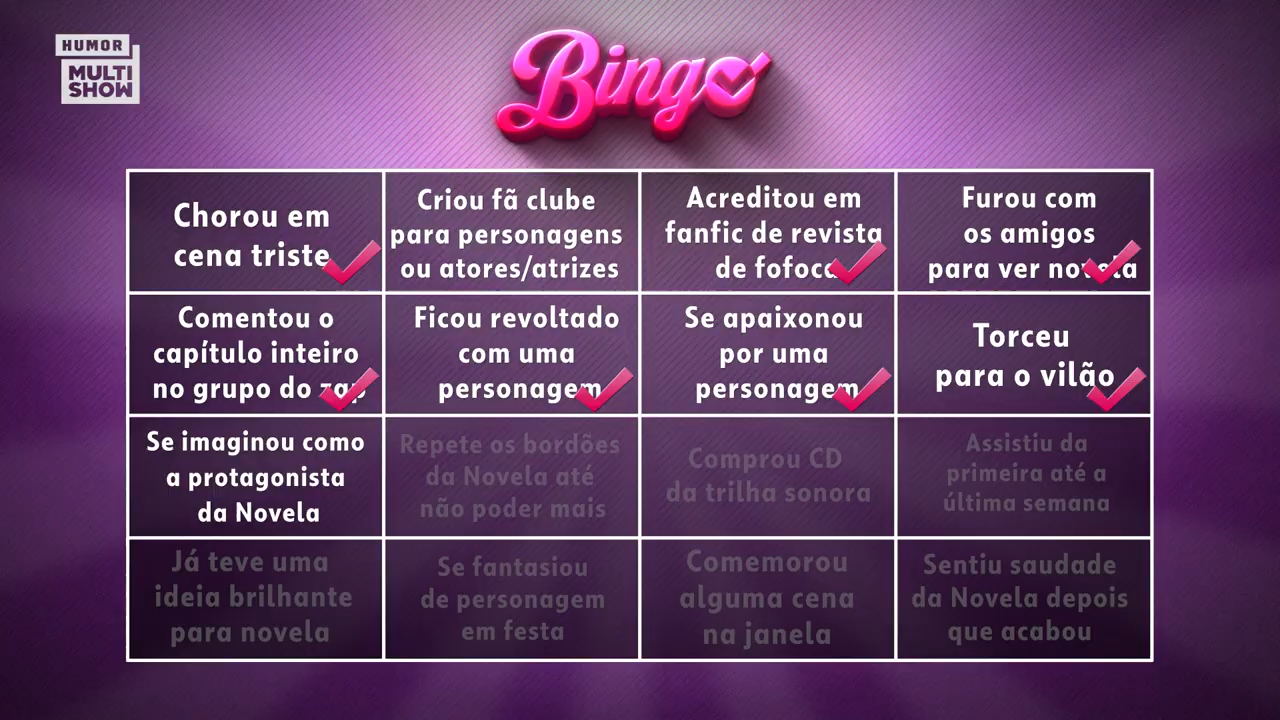 HUMOR
MULTI
SHOW
Bingo
Chorou em
cena triste
Criou fã clube
para personagens
ou atores/atrizes
Acreditou em
fanfic de revista
de fofoca
Furou com
os amigos
para ver novela
Comentou o
capítulo inteiro
no grupo do zap
Ficou revoltado
com uma
personagem
Se apaixonou
por uma
personagem
Torceu
para o vilão
Se imaginou como
a protagonista
da Novela
Repete os bordões
da Novela até
não poder mais
Comprou CD
da trilha sonora
Assistiu da
primeira até a
última semana
Já teve uma
ideia brilhante
para novela
Se fantasiou
de personagem
em festa
Comemorou
alguma cena
na janela
Sentiu saudade
da Novela depois
que acabou